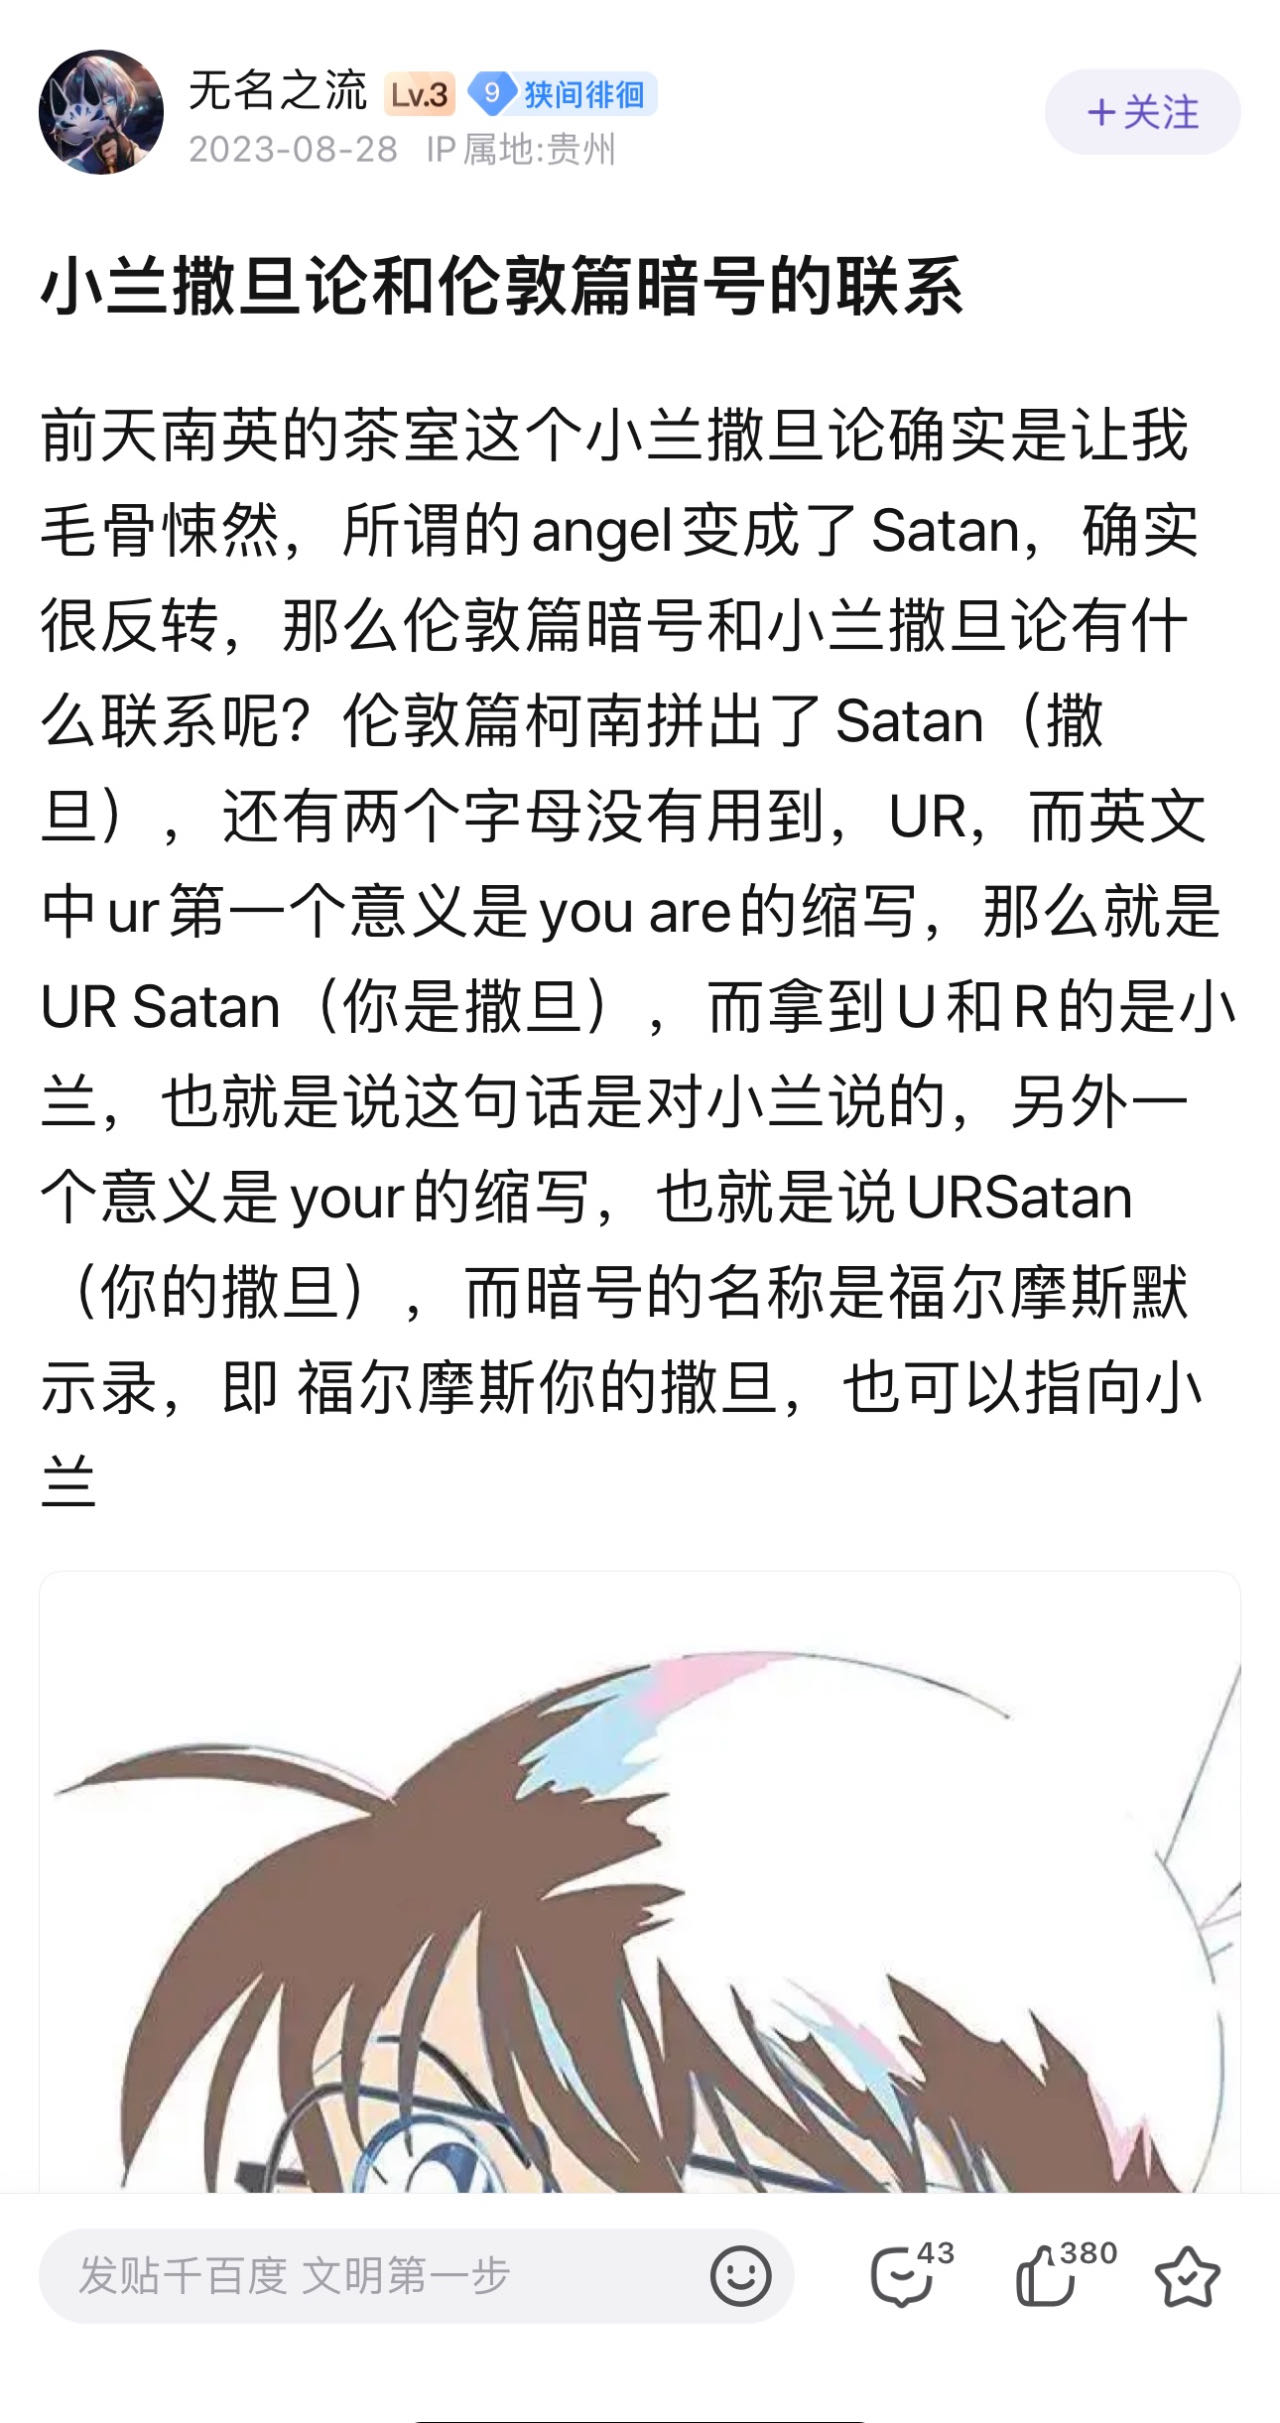 无名之流 Lv.3 9 狭间徘徊
+关注
2023-08-28 IP属地:贵州
小兰撒旦论和伦敦篇暗号的联系
前天南英的茶室这个小兰撒旦论确实是让我
毛骨悚然，所谓的angel变成了Satan，确实
很反转，那么伦敦篇暗号和小兰撒旦论有什
么联系呢？伦敦篇柯南拼出了Satan（撒
旦），还有两个字母没有用到，UR，而英文
中ur第一个意义是you are的缩写，那么就是
UR Satan（你是撒旦），而拿到U和R的是小
兰，也就是说这句话是对小兰说的，另外一
个意义是your的缩写，也就是说URSatan
（你的撒旦），而暗号的名称是福尔摩斯默
示录，即 福尔摩斯你的撒旦，也可以指向小
兰
发贴千百度 文明第一步
43
380